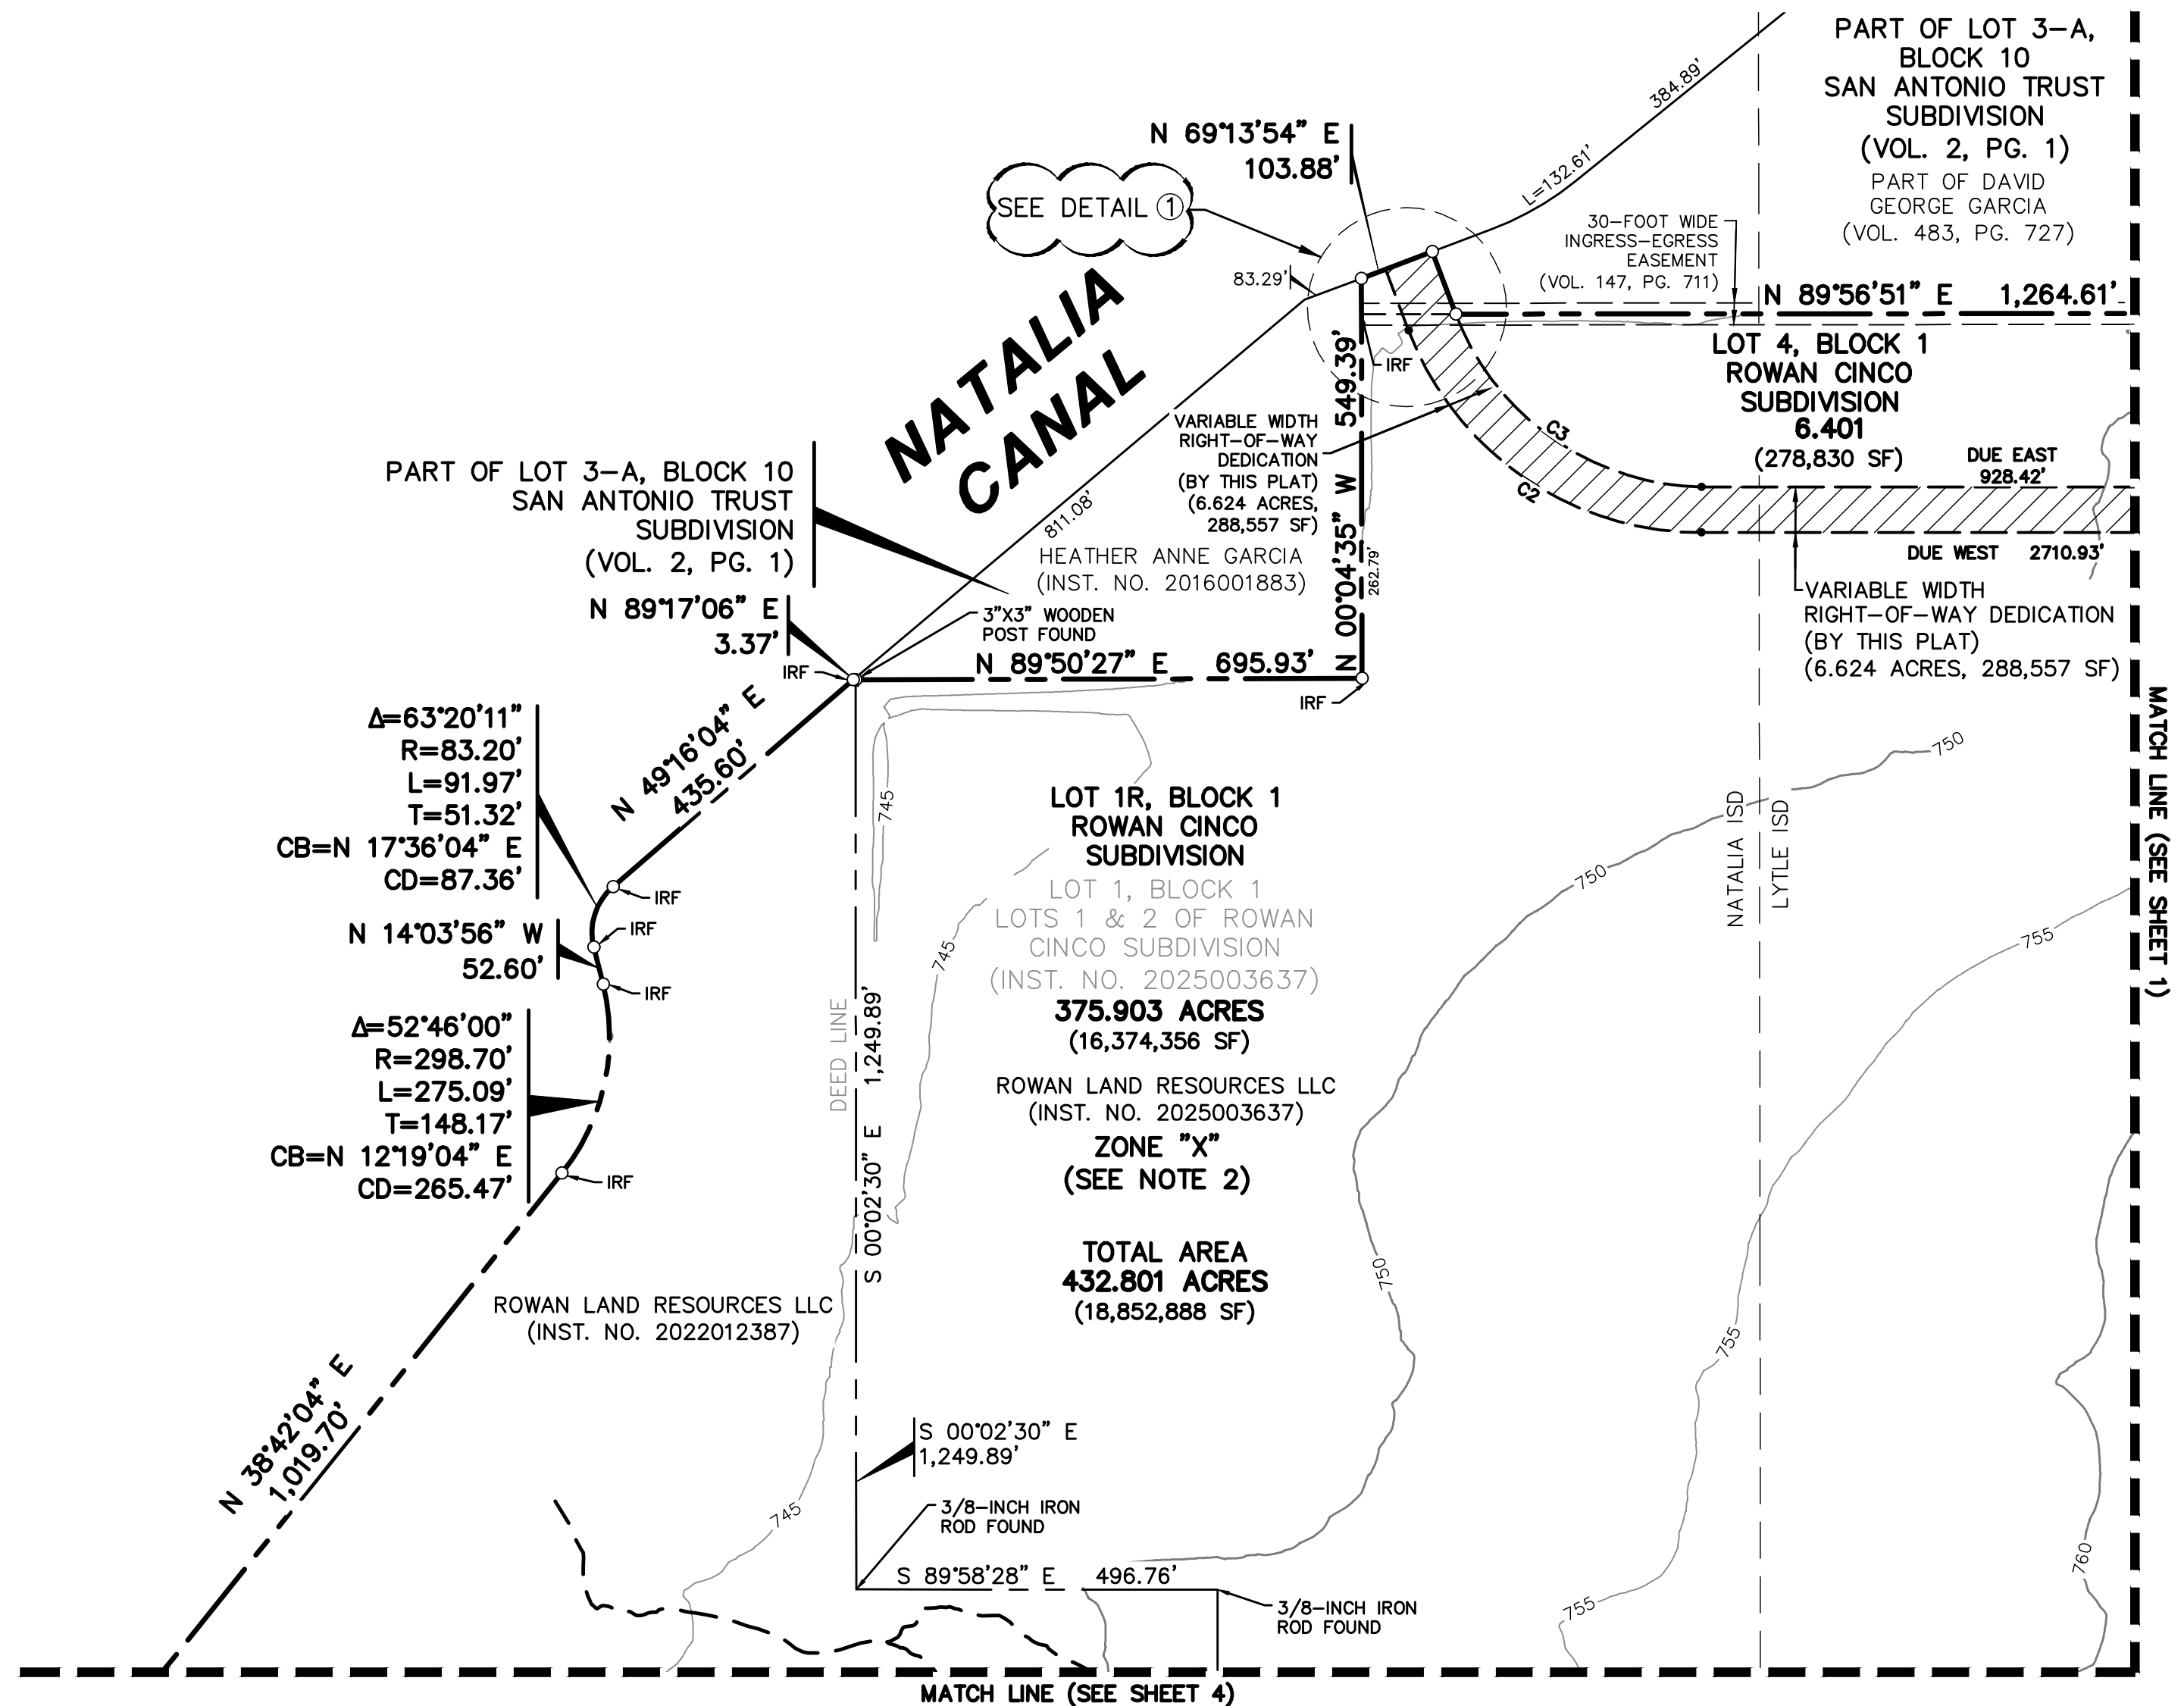 PART OF LOT 3-A,
BLOCK 10
SAN ANTONIO TRUST
SUBDIVISION
(VOL. 2, PG. 1)
PART OF DAVID
GEORGE GARCIA
(VOL. 483, PG. 727)
384.89'
L=132.61'
N 69°13'54" E
103.88'
SEE DETAIL 1
83.29'
30-FOOT WIDE
INGRESS-EGRESS
EASEMENT
(VOL. 147, PG. 711)
N 89°56'51" E 1,264.61'
LOT 4, BLOCK 1
ROWAN CINCO
SUBDIVISION
6.401
(278,830 SF)
DUE EAST
928.42'
C3
C2
DUE WEST 2710.93'
VARIABLE WIDTH
RIGHT-OF-WAY DEDICATION
(BY THIS PLAT)
(6.624 ACRES, 288,557 SF)
IRF
NATALIA
CANAL
VARIABLE WIDTH
RIGHT-OF-WAY
DEDICATION
(BY THIS PLAT)
(6.624 ACRES,
288,557 SF)
N 00°04'35" W 549.39'
262.79'
811.08'
HEATHER ANNE GARCIA
(INST. NO. 2016001883)
PART OF LOT 3-A, BLOCK 10
SAN ANTONIO TRUST
SUBDIVISION
(VOL. 2, PG. 1)
N 89°17'06" E
3.37'
3"X3" WOODEN
POST FOUND
IRF
N 89°50'27" E 695.93'
IRF
N 49°16'04" E
435.60'
Δ=63°20'11"
R=83.20'
L=91.97'
T=51.32'
CB=N 17°36'04" E
CD=87.36'
IRF
IRF
N 14°03'56" W
52.60'
IRF
Δ=52°46'00"
R=298.70'
L=275.09'
T=148.17'
CB=N 12°19'04" E
CD=265.47'
IRF
745
745
DEED LINE
S 00°02'30" E 1,249.89'
LOT 1R, BLOCK 1
ROWAN CINCO
SUBDIVISION
LOT 1, BLOCK 1
LOTS 1 & 2 OF ROWAN
CINCO SUBDIVISION
(INST. NO. 2025003637)
375.903 ACRES
(16,374,356 SF)
ROWAN LAND RESOURCES LLC
(INST. NO. 2025003637)
ZONE "X"
(SEE NOTE 2)
TOTAL AREA
432.801 ACRES
(18,852,888 SF)
750
750
750
NATALIA ISD
LYTLE ISD
755
755
755
760
MATCH LINE (SEE SHEET 1)
ROWAN LAND RESOURCES LLC
(INST. NO. 2022012387)
N 38°42'04" E
1,019.70'
745
S 00°02'30" E
1,249.89'
3/8-INCH IRON
ROD FOUND
S 89°58'28" E 496.76'
3/8-INCH IRON
ROD FOUND
MATCH LINE (SEE SHEET 4)